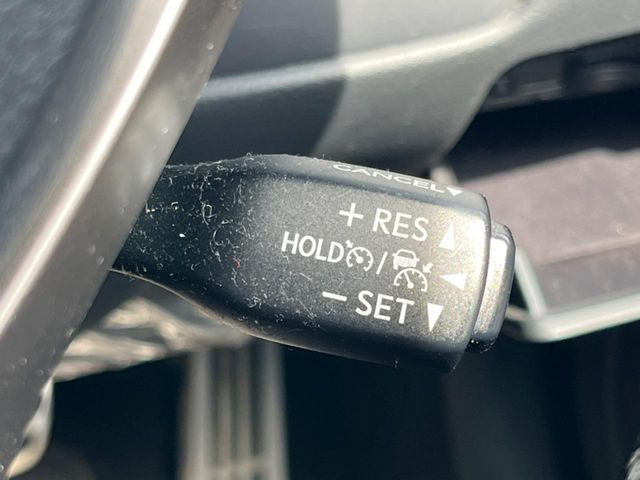 CANCEL
+ RES
HOLD /
− SET